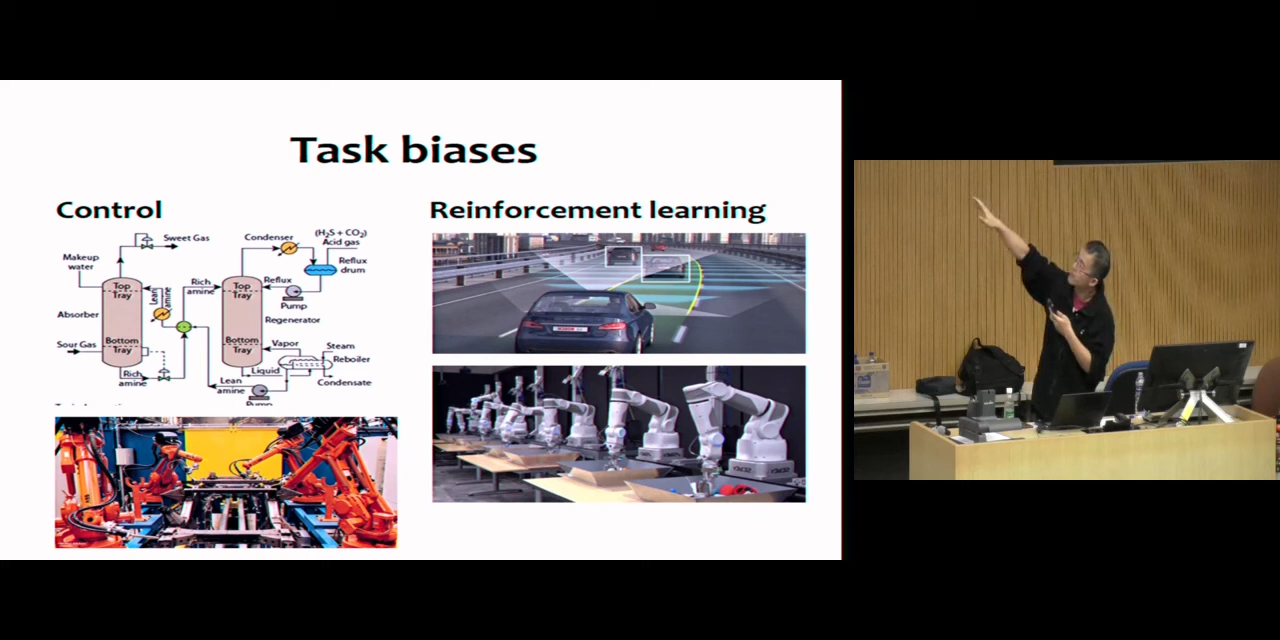 Task biases
Control
Reinforcement learning
Sweet Gas
Makeup
water
Top
Tray
Absorber
Sour Gas
Bottom
Tray
Rich
amine
Lean
amine
Rich
amine
Condenser
(H₂S + CO₂)
Acid gas
Reflux
drum
Reflux
Pump
Top
Tray
Regenerator
Bottom
Tray
Vapor
Steam
Reboiler
Liquid
Condensate
Lean
amine
Pump